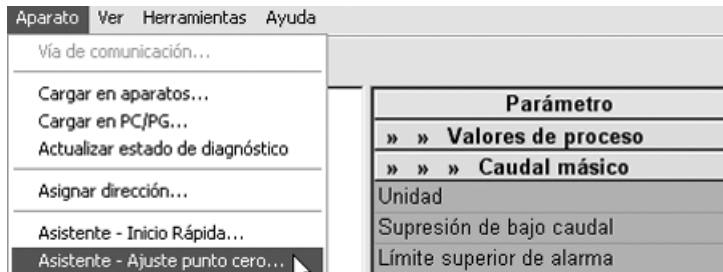 Aparato Ver Herramientas Ayuda
Vía de comunicación...
Cargar en aparatos...
Cargar en PC/PG...
Actualizar estado de diagnóstico
Asignar dirección...
Asistente - Inicio Rápida...
Asistente - Ajuste punto cero...
Parámetro
» » Valores de proceso
» » » Caudal másico
Unidad
Supresión de bajo caudal
Límite superior de alarma